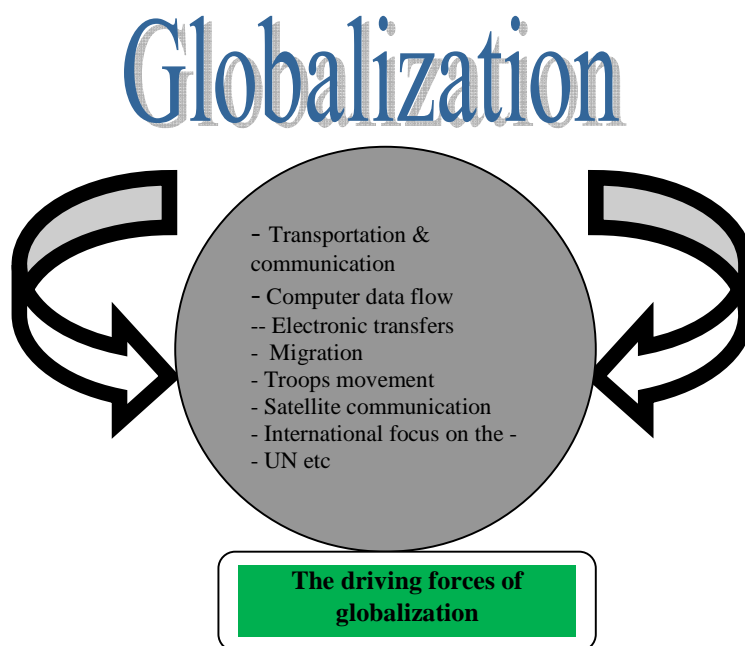 Globalization
- Transportation &
communication
- Computer data flow
-- Electronic transfers
- Migration
- Troops movement
- Satellite communication
- International focus on the -
- UN etc
The driving forces of
globalization